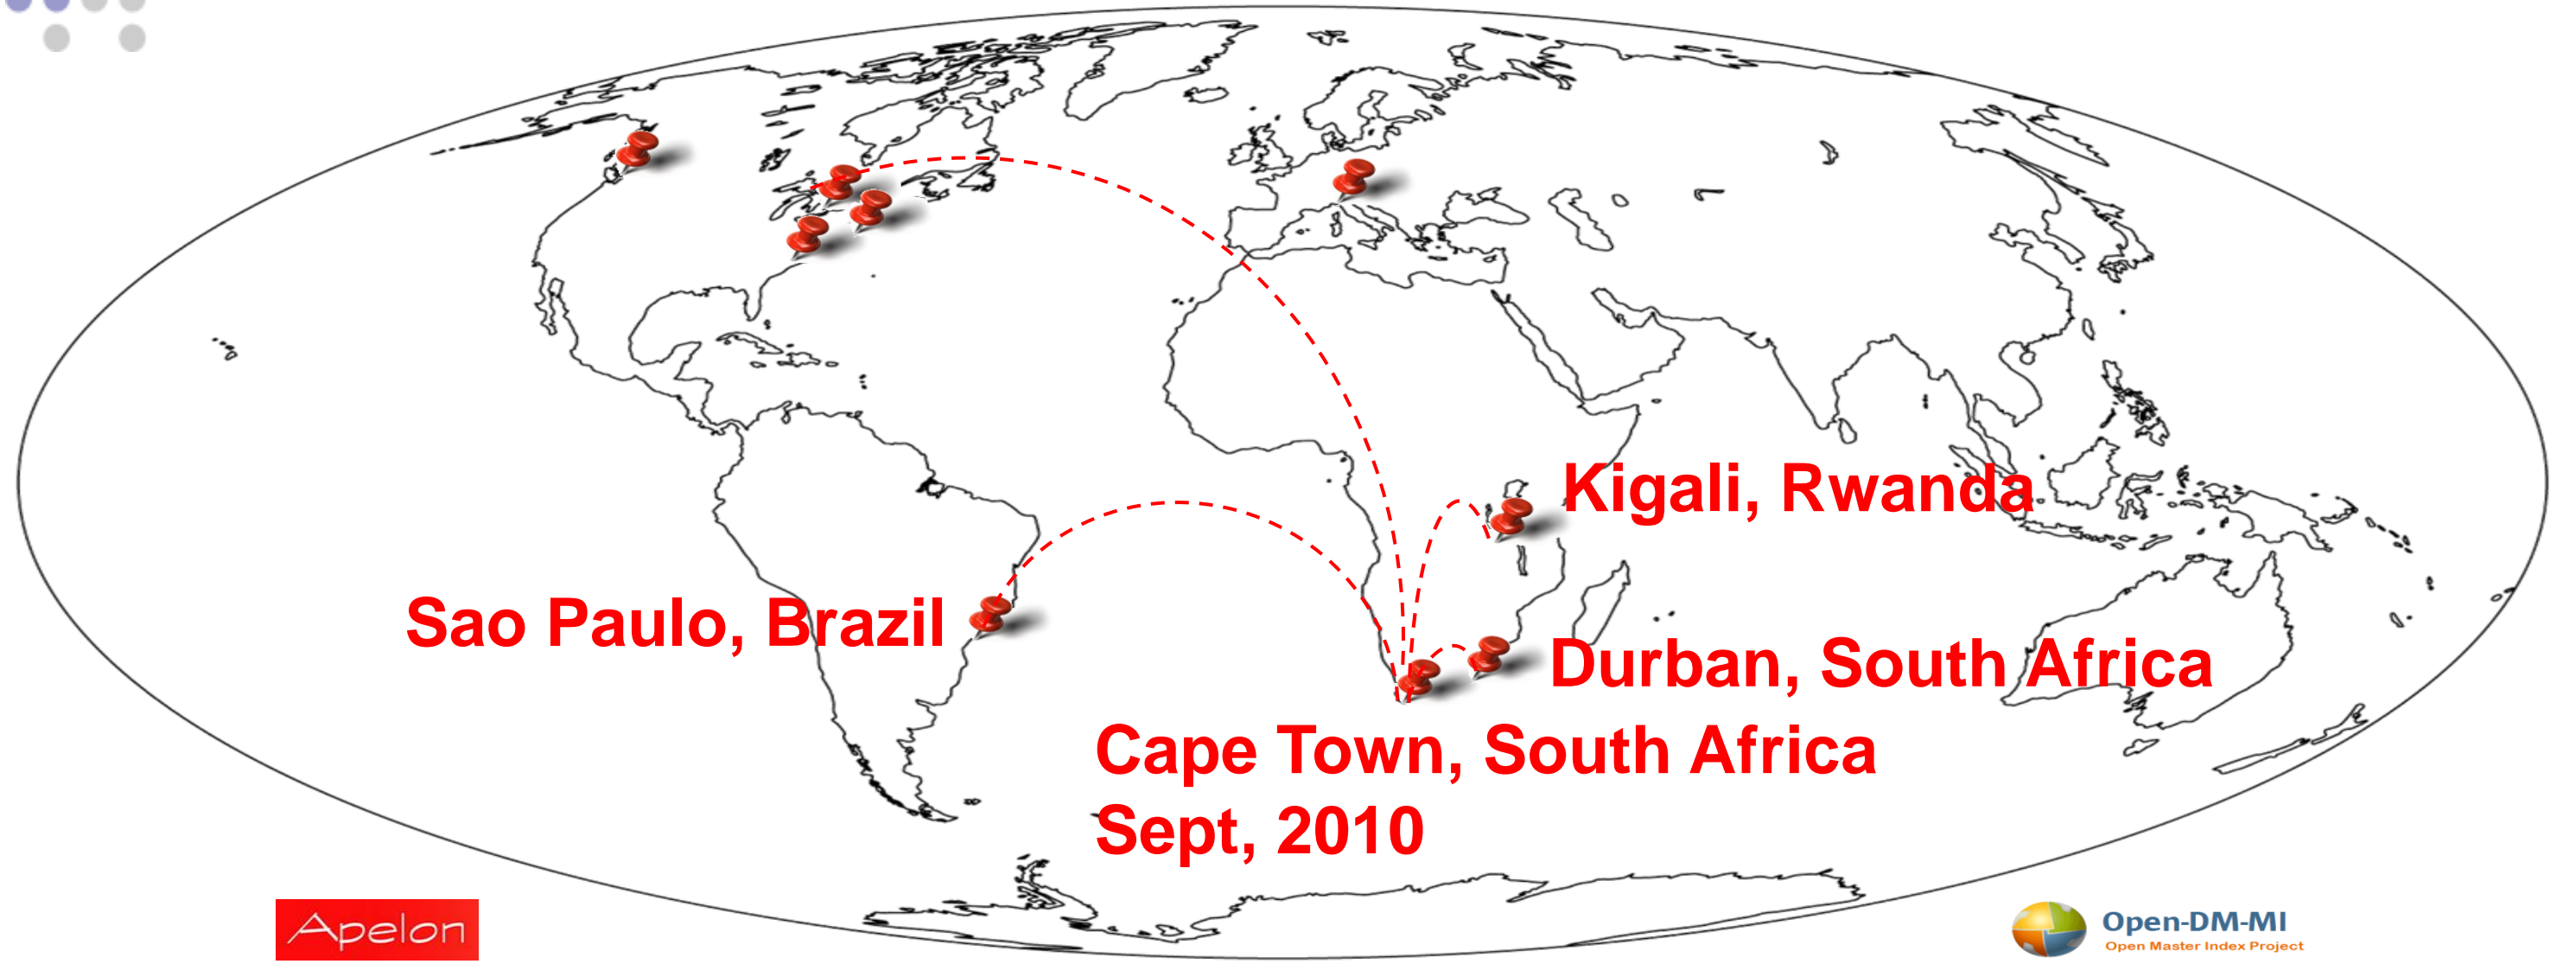 Kigali, Rwanda
Sao Paulo, Brazil
Durban, South Africa
Cape Town, South Africa
Sept, 2010
Apelon
Open-DM-MI
Open Master Index Project